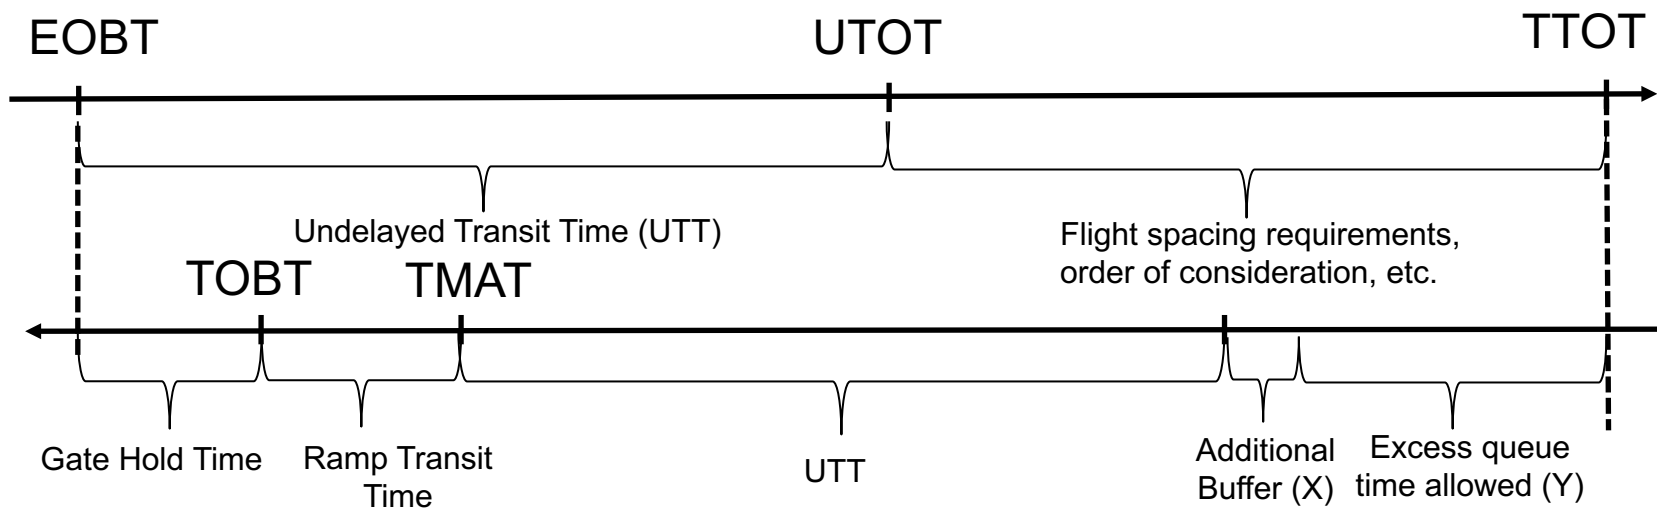 EOBT
UTOT
TTOT
Undelayed Transit Time (UTT)
Flight spacing requirements,
order of consideration, etc.
TOBT
TMAT
Gate Hold Time
Ramp Transit
Time
UTT
Additional
Buffer (X)
Excess queue
time allowed (Y)